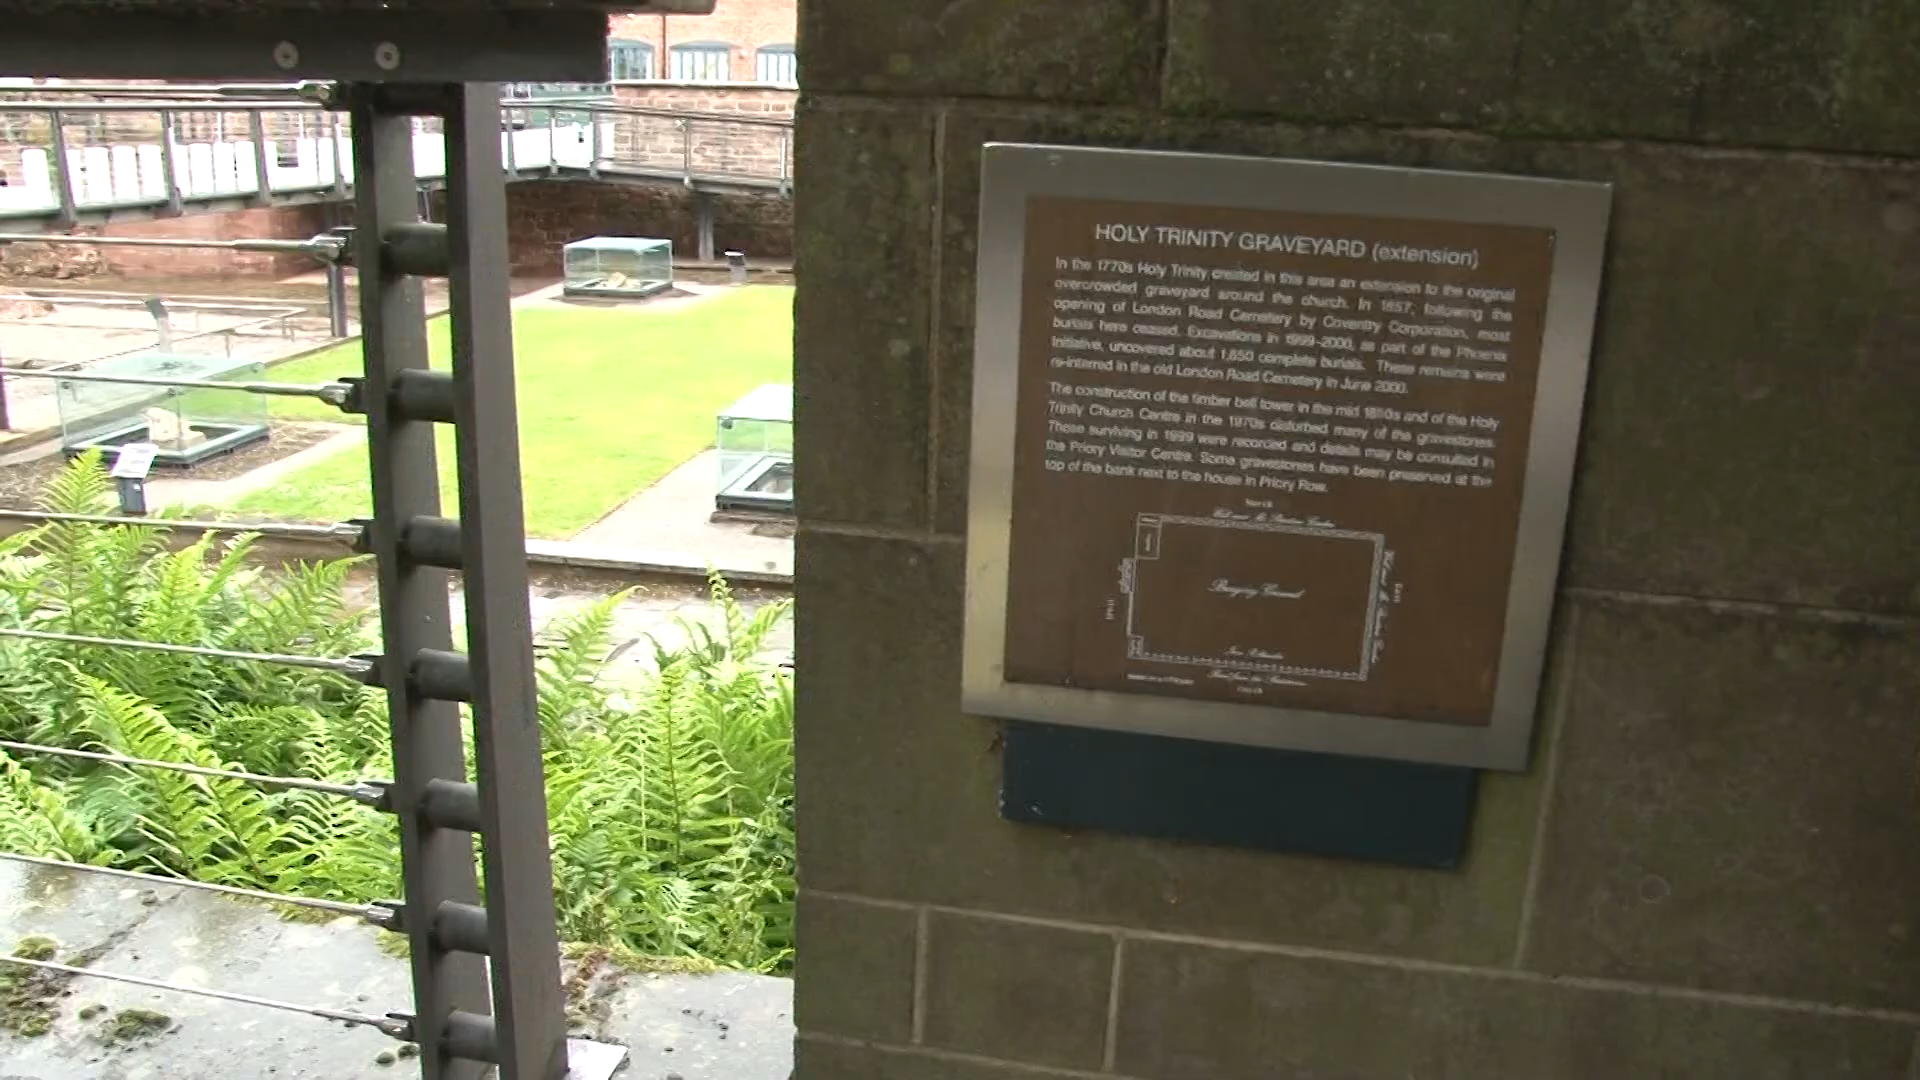 HOLY TRINITY GRAVEYARD (extension)
In the 1770s Holy Trinity created in this area an extension to the original
overcrowded graveyard around the church. In 1857, following the
opening of London Road Cemetery by Coventry Corporation, most
burials here ceased. Excavations in 1999-2000, as part of the Phoenix
Initiative, uncovered about 1,650 complete burials. These remains were
re-interred in the old London Road Cemetery in June 2000.
The construction of the timber bell tower in the mid 1850s and of the Holy
Trinity Church Centre in the 1970s disturbed many of the gravestones.
Those surviving in 1999 were recorded and details may be consulted in
the Priory Visitor Centre. Some gravestones have been preserved at the
top of the bank next to the house in Priory Row.
North
Burying Ground
East
Iron Palisades
South